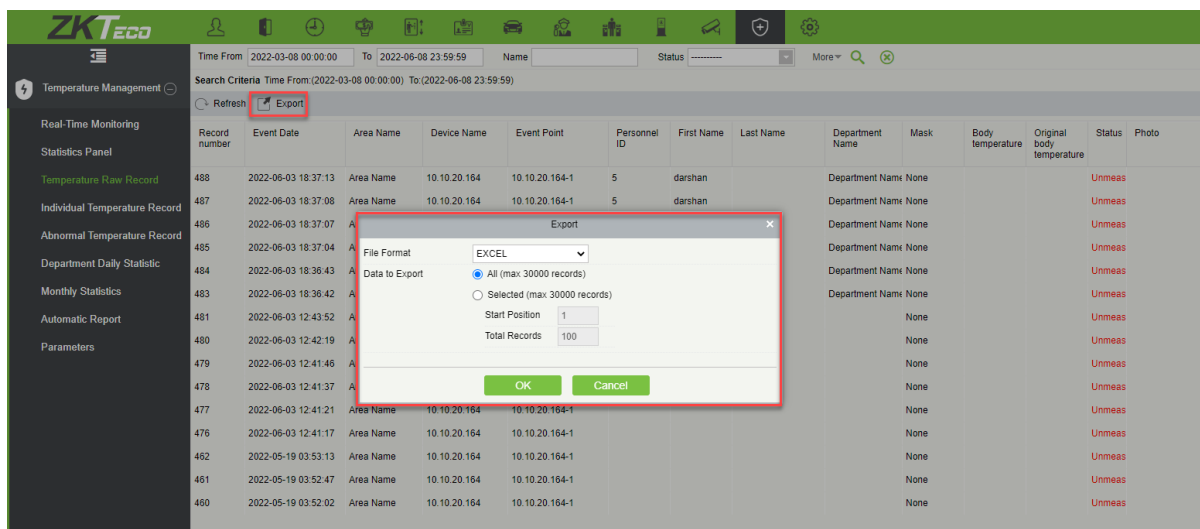 ZKTECO
Time From 2022-03-08 00:00:00 To 2022-06-08 23:59:59 Name Status ---------- More
Search Criteria Time From:(2022-03-08 00:00:00) To:(2022-06-08 23:59:59)
Refresh Export
Temperature Management
Real-Time Monitoring
Statistics Panel
Temperature Raw Record
Individual Temperature Record
Abnormal Temperature Record
Department Daily Statistic
Monthly Statistics
Automatic Report
Parameters
Record number Event Date Area Name Device Name Event Point Personnel ID First Name Last Name Department Name Mask Body temperature Original body temperature Status Photo
488 2022-06-03 18:37:13 Area Name 10.10.20.164 10.10.20.164-1 5 darshan Department Name None Unmeas
487 2022-06-03 18:37:08 Area Name 10.10.20.164 10.10.20.164-1 5 darshan Department Name None Unmeas
486 2022-06-03 18:37:07 A Department Name None Unmeas
485 2022-06-03 18:37:04 A Department Name None Unmeas
484 2022-06-03 18:36:43 A Department Name None Unmeas
483 2022-06-03 18:36:42 A Department Name None Unmeas
481 2022-06-03 12:43:52 A None Unmeas
480 2022-06-03 12:42:19 A None Unmeas
479 2022-06-03 12:41:46 A None Unmeas
478 2022-06-03 12:41:37 A None Unmeas
477 2022-06-03 12:41:21 Area Name 10.10.20.164 10.10.20.164-1 None Unmeas
476 2022-06-03 12:41:17 Area Name 10.10.20.164 10.10.20.164-1 None Unmeas
462 2022-05-19 03:53:13 Area Name 10.10.20.164 10.10.20.164-1 None Unmeas
461 2022-05-19 03:52:47 Area Name 10.10.20.164 10.10.20.164-1 None Unmeas
460 2022-05-19 03:52:02 Area Name 10.10.20.164 10.10.20.164-1 None Unmeas
Export
File Format EXCEL
Data to Export All (max 30000 records)
Selected (max 30000 records)
Start Position 1
Total Records 100
OK Cancel